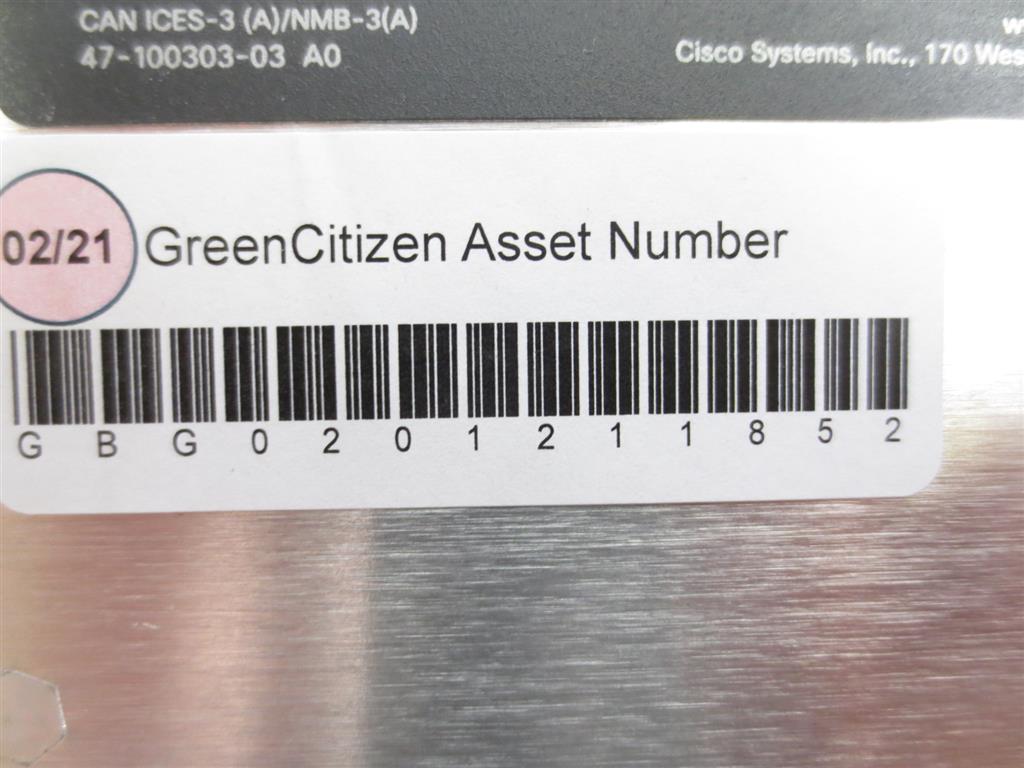 CAN ICES-3 (A)/NMB-3(A)
47-100303-03 A0
Cisco Systems, Inc., 170
02/21 GreenCitizen Asset Number
G B G 0 2 0 1 2 1 1 8 5 2